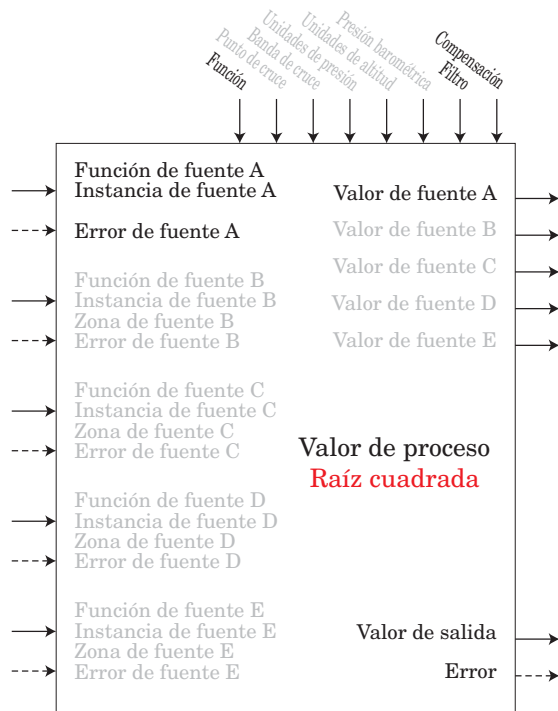 Función
Punto de cruce
Banda de cruce
Unidades de presión
Unidades de altitud
Presión barométrica
Filtro
Compensación
Función de fuente A
Instancia de fuente A
Error de fuente A
Función de fuente B
Instancia de fuente B
Zona de fuente B
Error de fuente B
Función de fuente C
Instancia de fuente C
Zona de fuente C
Error de fuente C
Función de fuente D
Instancia de fuente D
Zona de fuente D
Error de fuente D
Función de fuente E
Instancia de fuente E
Zona de fuente E
Error de fuente E
Valor de fuente A
Valor de fuente B
Valor de fuente C
Valor de fuente D
Valor de fuente E
Valor de proceso
Raíz cuadrada
Valor de salida
Error